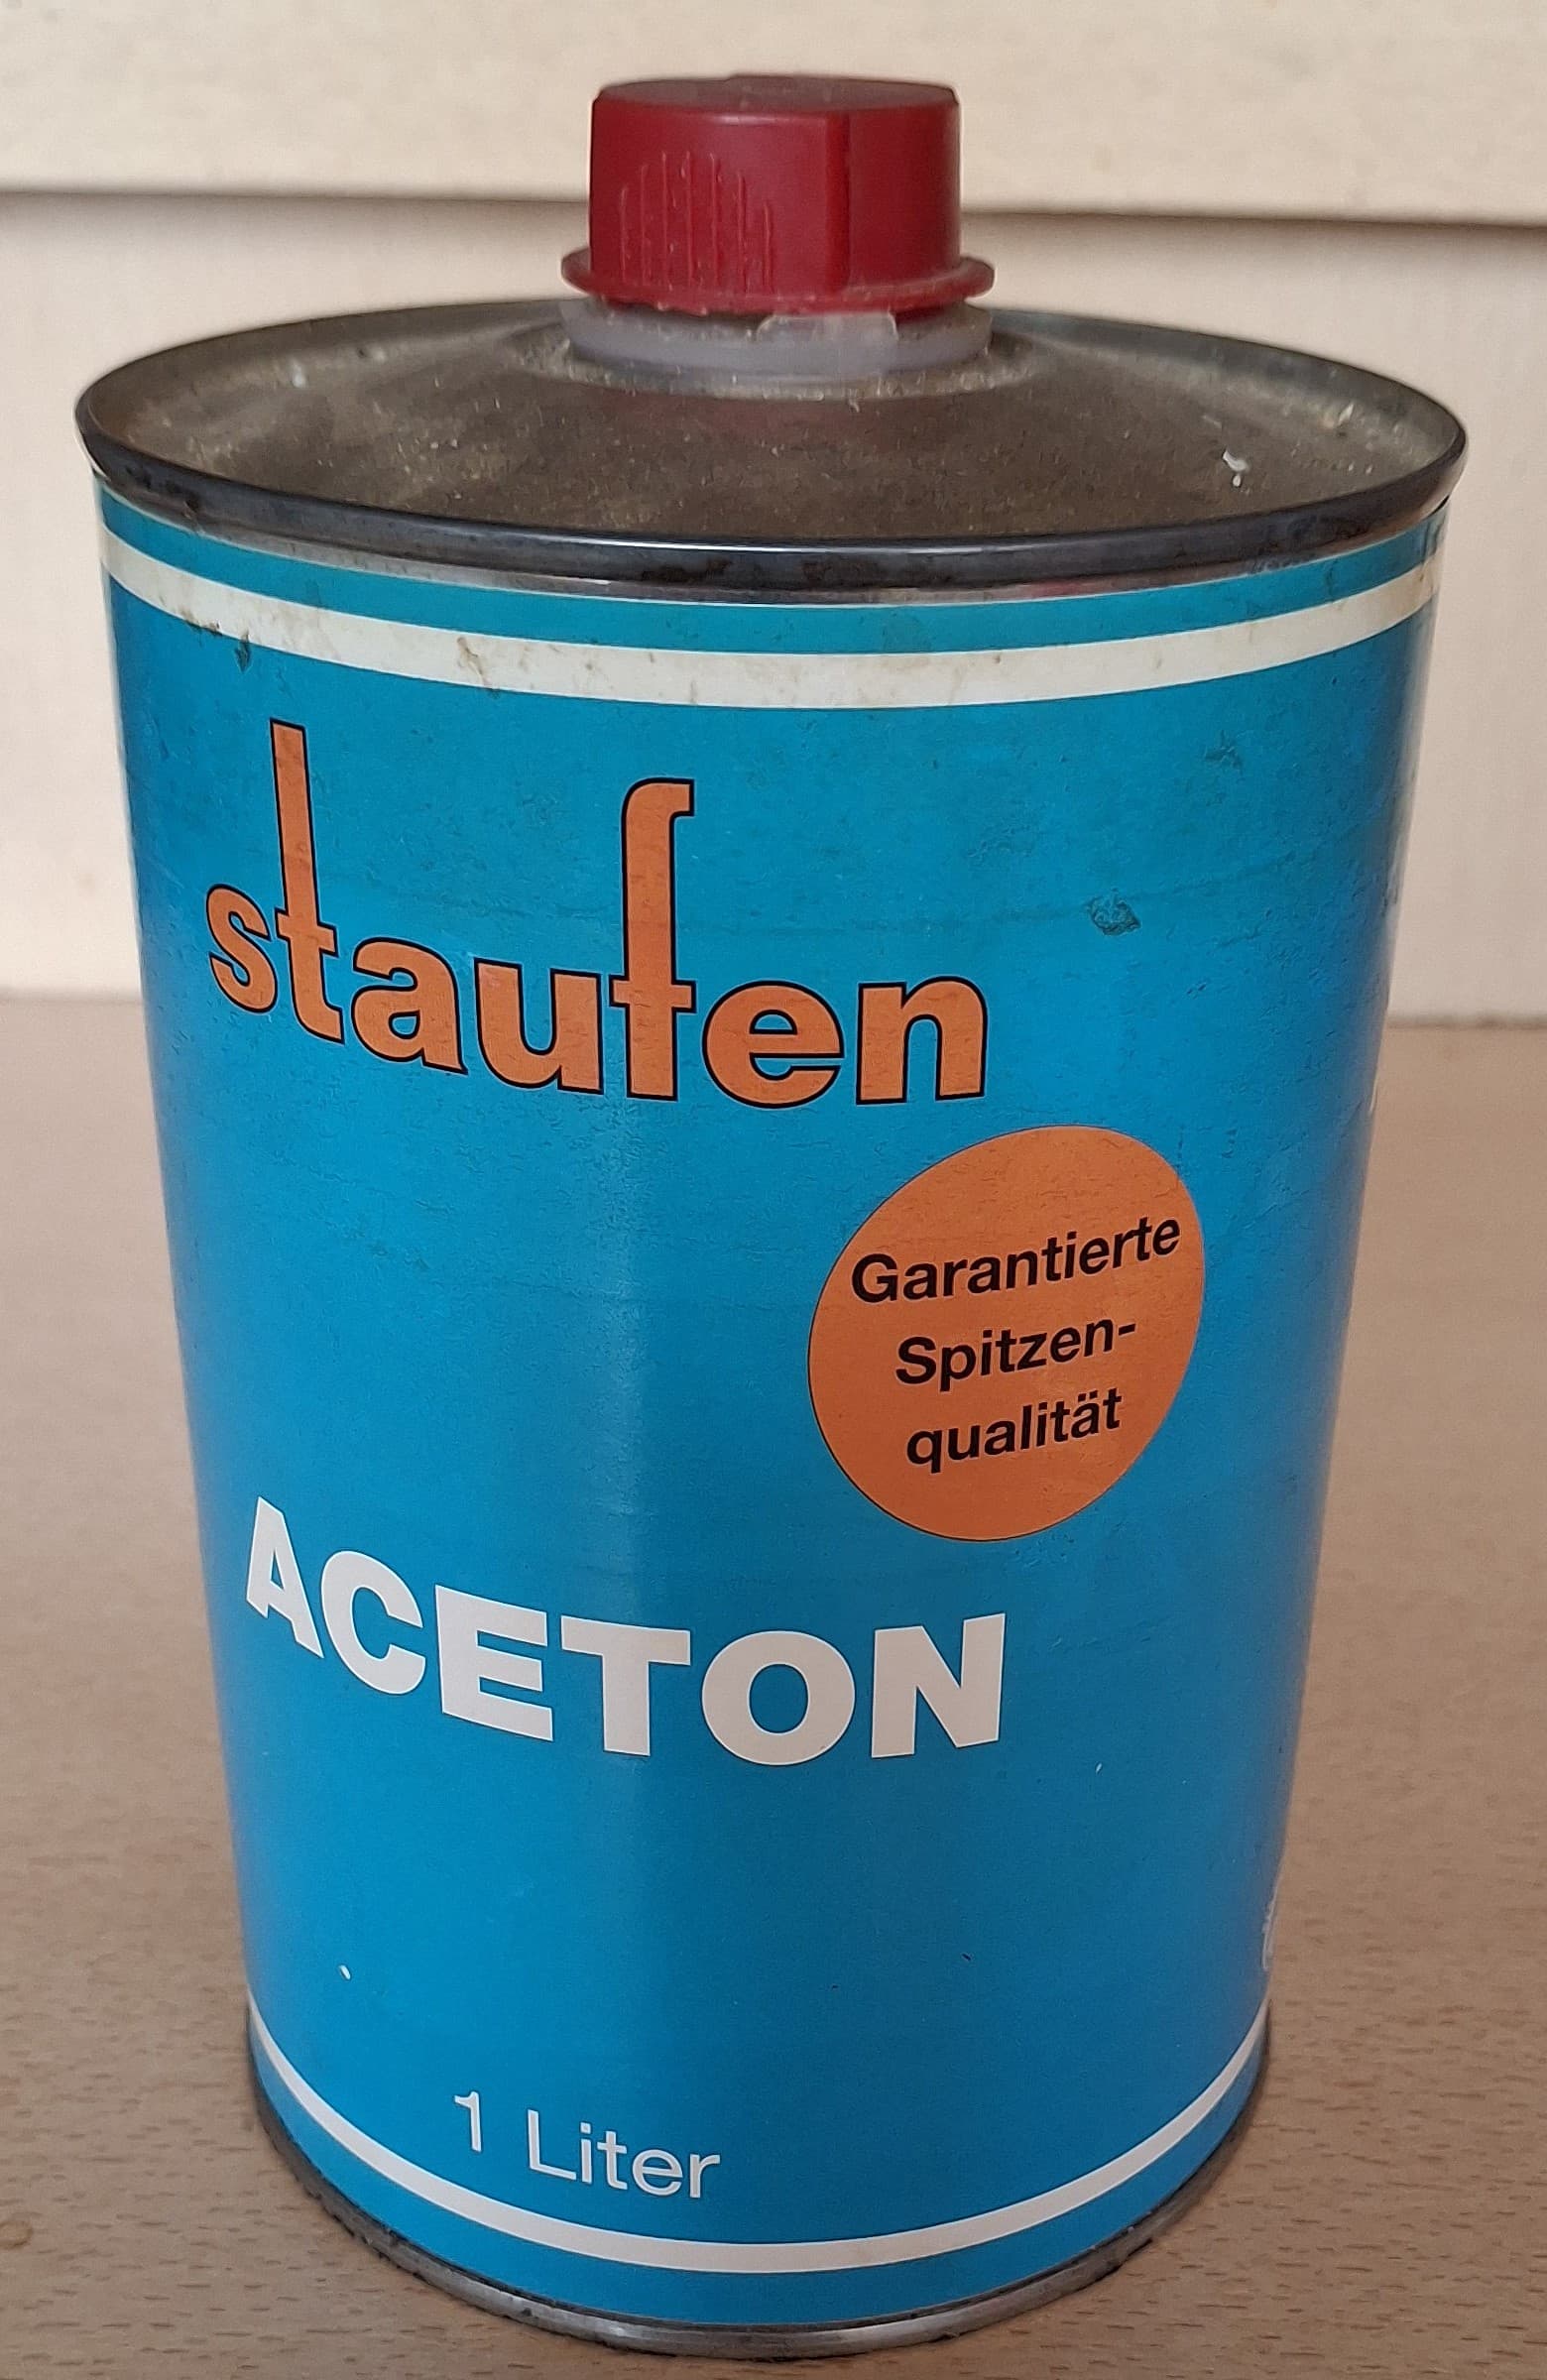 staufen
Garantierte
Spitzen-
qualität
ACETON
1 Liter